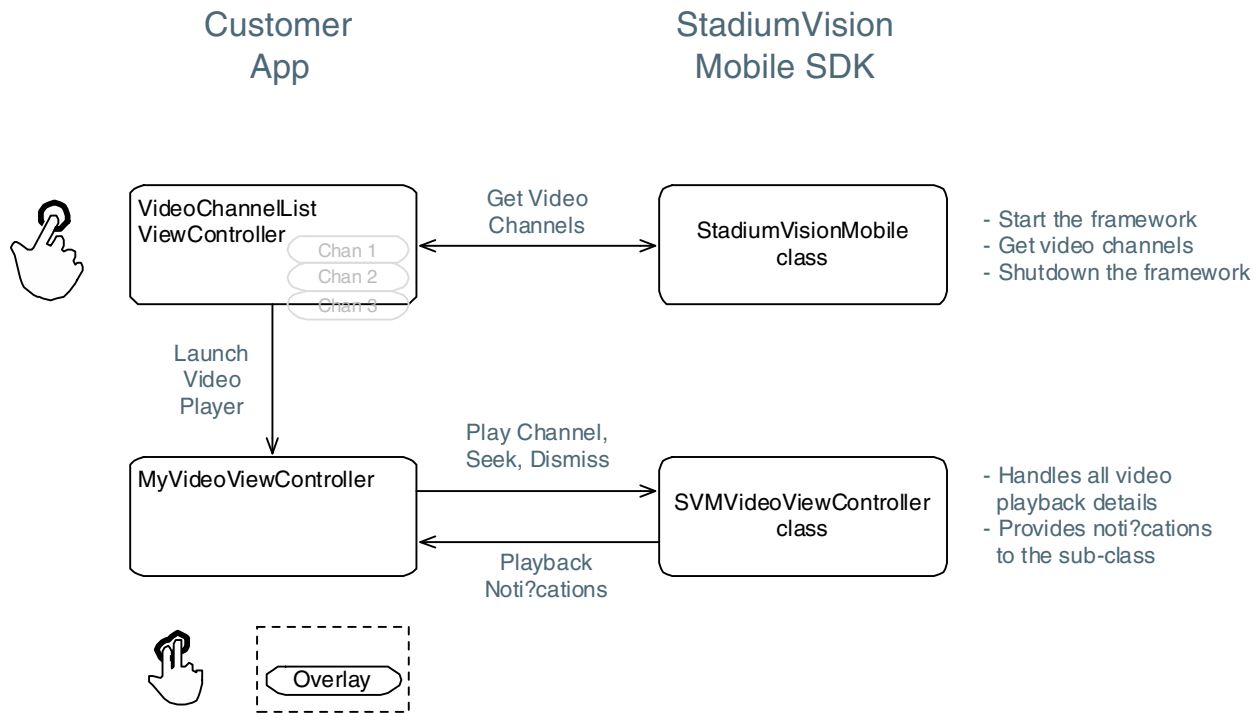 Customer
App
StadiumVision
Mobile SDK
VideoChannelList
ViewController
Chan 1
Chan 2
Chan 3
Get Video
Channels
StadiumVisionMobile
class
- Start the framework
- Get video channels
- Shutdown the framework
Launch
Video
Player
MyVideoViewController
Play Channel,
Seek, Dismiss
Playback
Noti?cations
SVMVideoViewController
class
- Handles all video
playback details
- Provides noti?cations
to the sub-class
Overlay